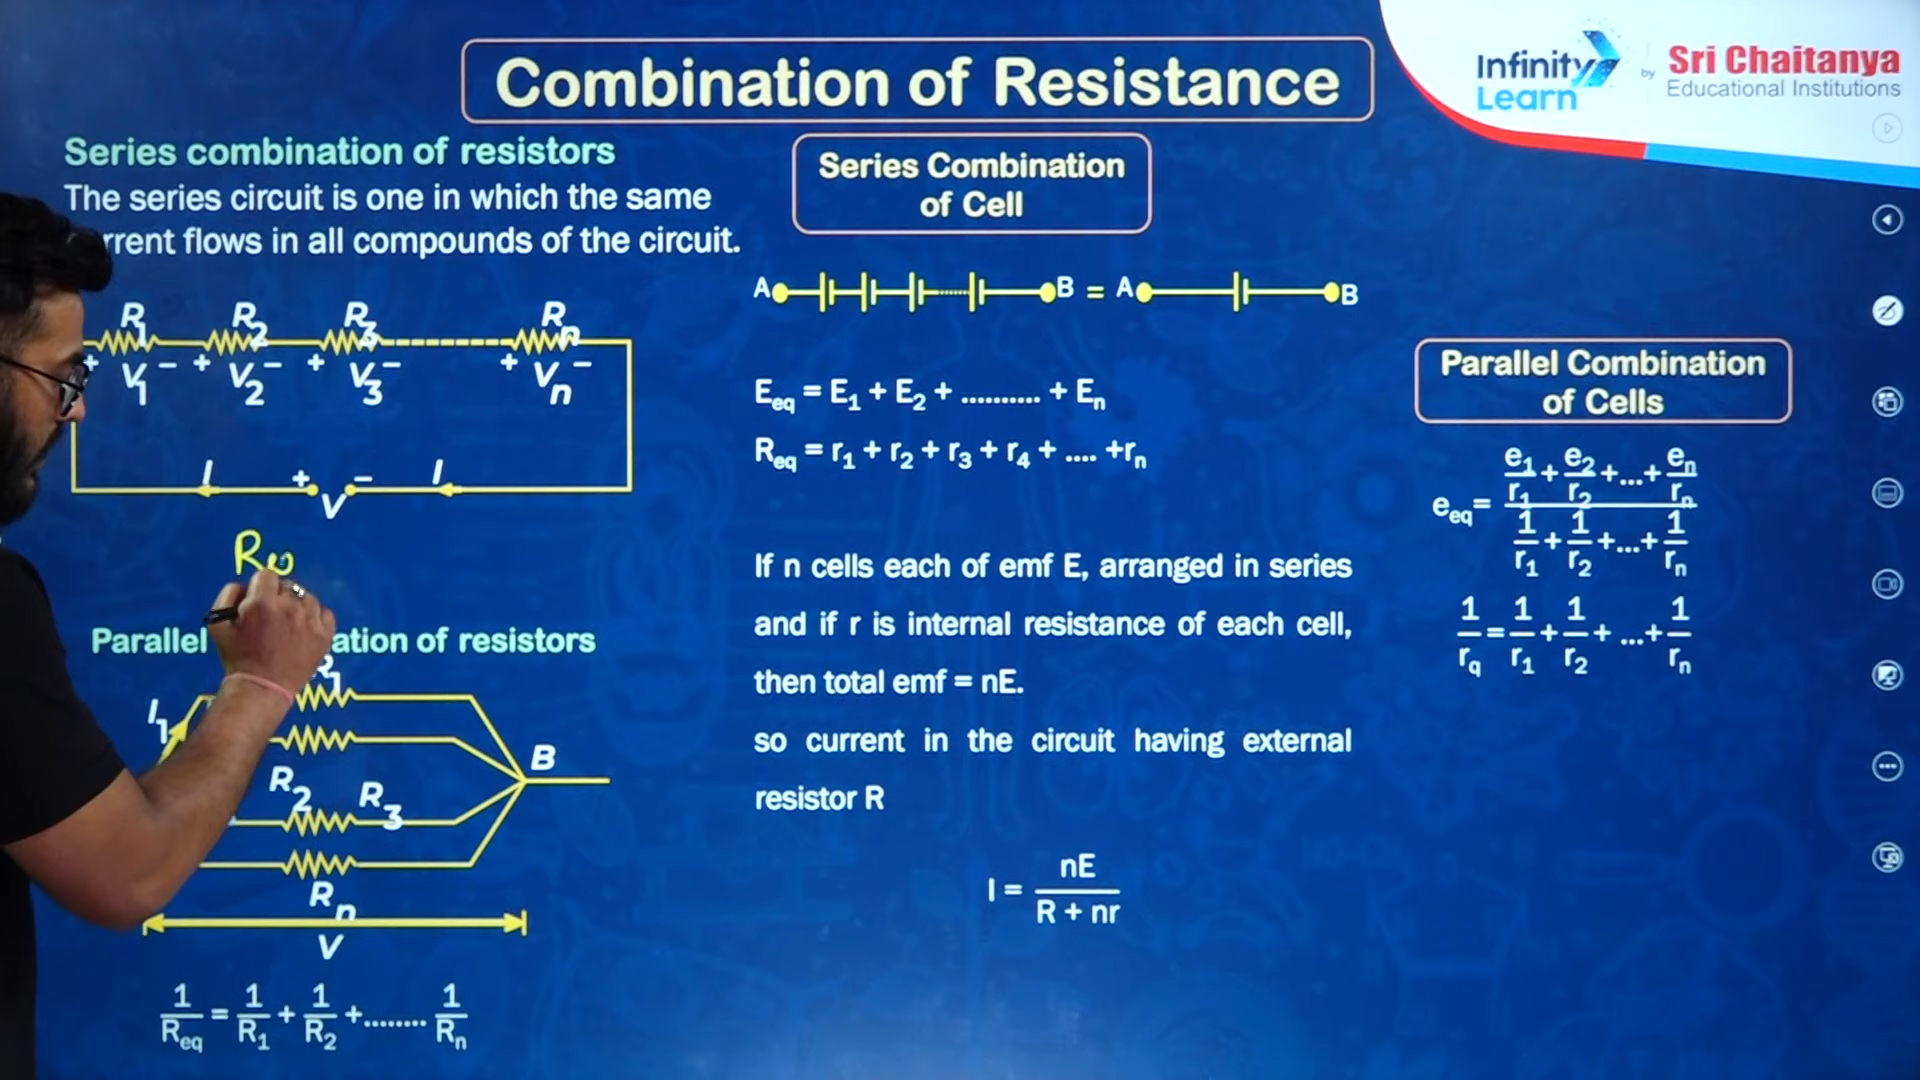 Combination of Resistance
Infinity Learn by Sri Chaitanya Educational Institutions
Series combination of resistors
The series circuit is one in which the same
rrent flows in all compounds of the circuit.
R1 R2 R3 Rn
+ V1 − + V2 − + V3 − + Vn −
I + V − I
R
Parallel ation of resistors
R1
I1
B
R2 R3
Rn
V
1/Req = 1/R1 + 1/R2 +........ 1/Rn
Series Combination
of Cell
A B = A B
Eeq = E1 + E2 + .......... + En
Req = r1 + r2 + r3 + r4 + .... +rn
If n cells each of emf E, arranged in series
and if r is internal resistance of each cell,
then total emf = nE.
so current in the circuit having external
resistor R
I = nE/(R + nr)
Parallel Combination
of Cells
eeq= (e1/r1+e2/r2+...+en/rn)/(1/r1+1/r2+...+1/rn)
1/rq=1/r1+1/r2+ ...+1/rn